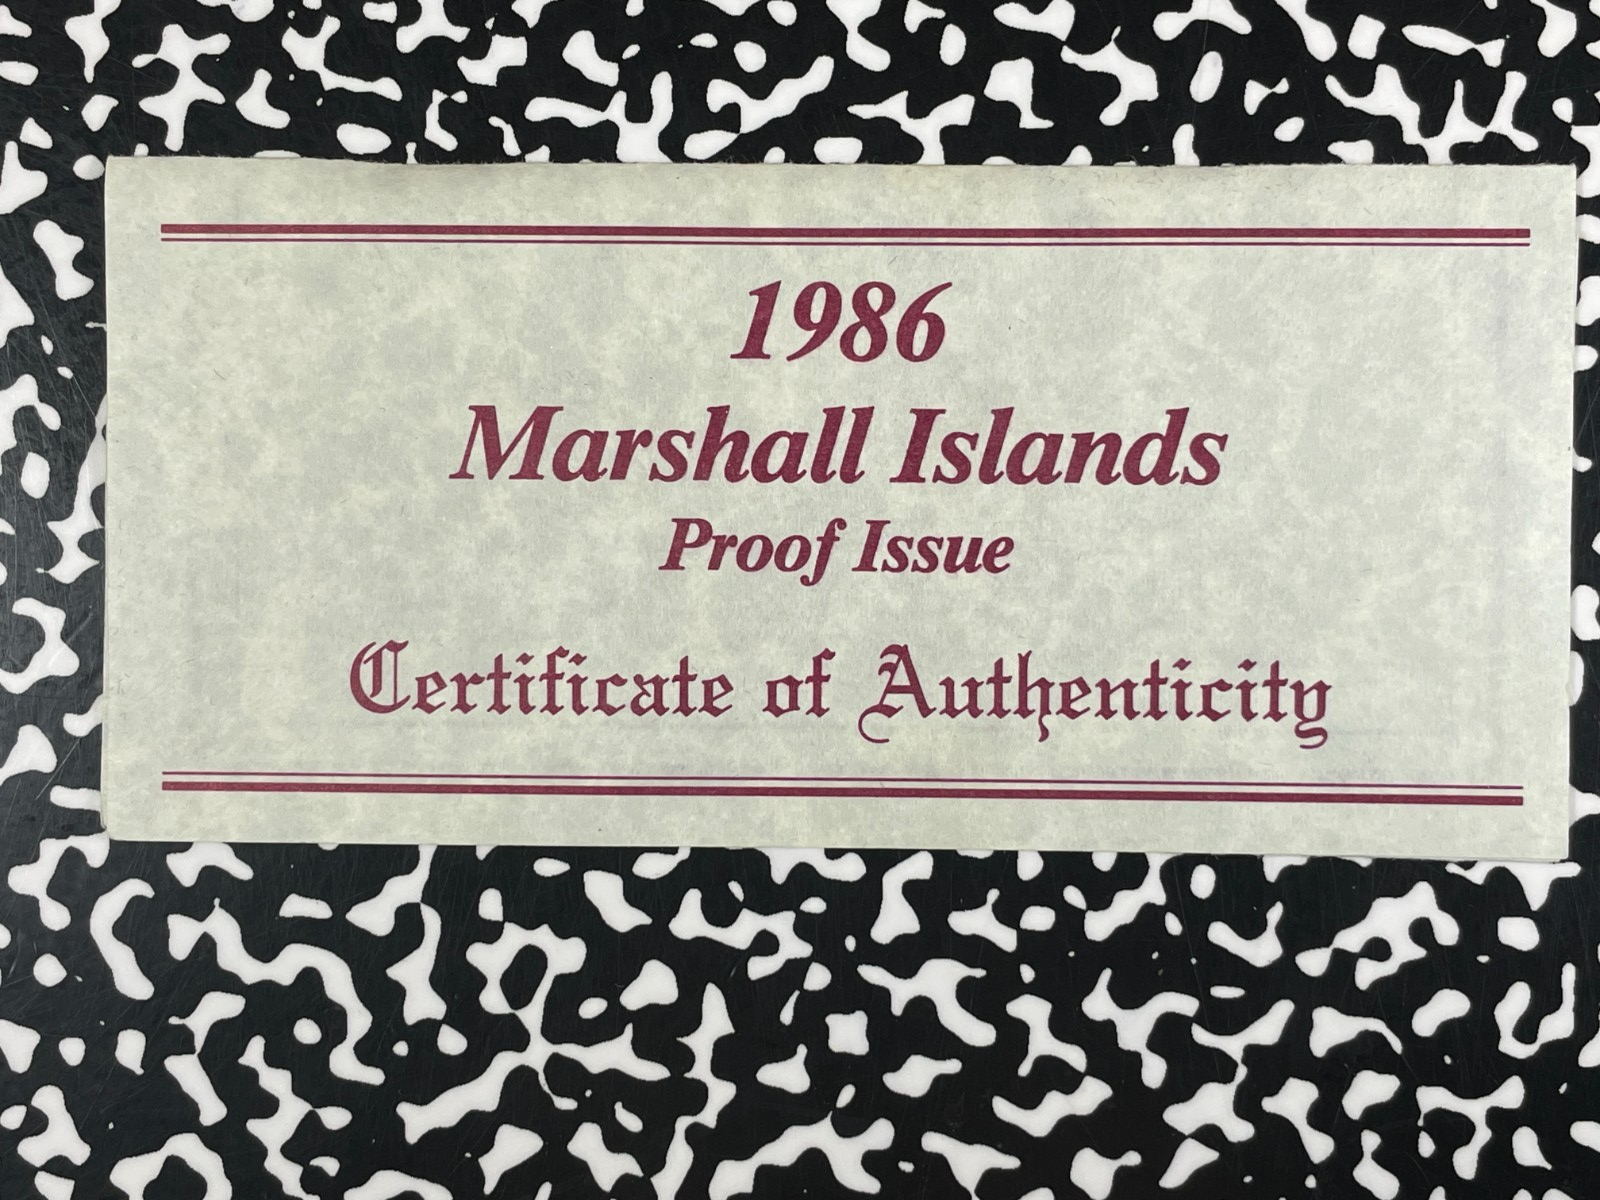 1986
Marshall Islands
Proof Issue
Certificate of Authenticity